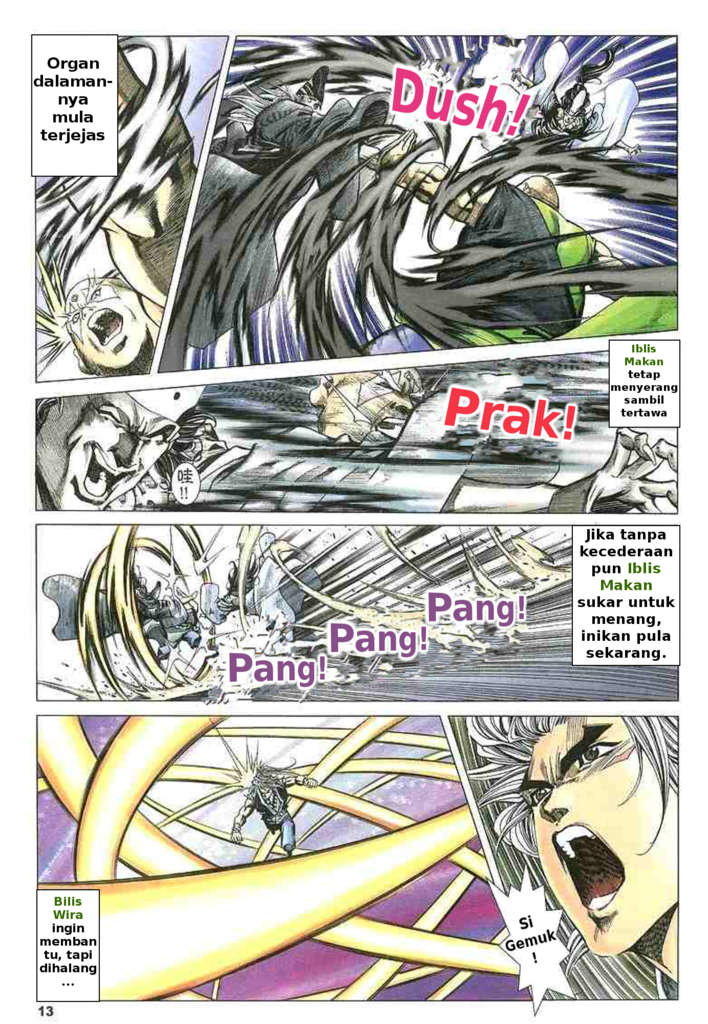 Organ
dalaman-
nya
mula
terjejas
Dush!
Iblis
Makan
tetap
menyerang
sambil
tertawa
Prak!
哇
!!
Jika tanpa
kecederaan
pun Iblis
Makan
sukar untuk
menang,
inikan pula
sekarang.
Pang!
Pang!
Pang!
Bilis
Wira
ingin
memban
tu, tapi
dihalang
...
Si
Gemuk
!
13